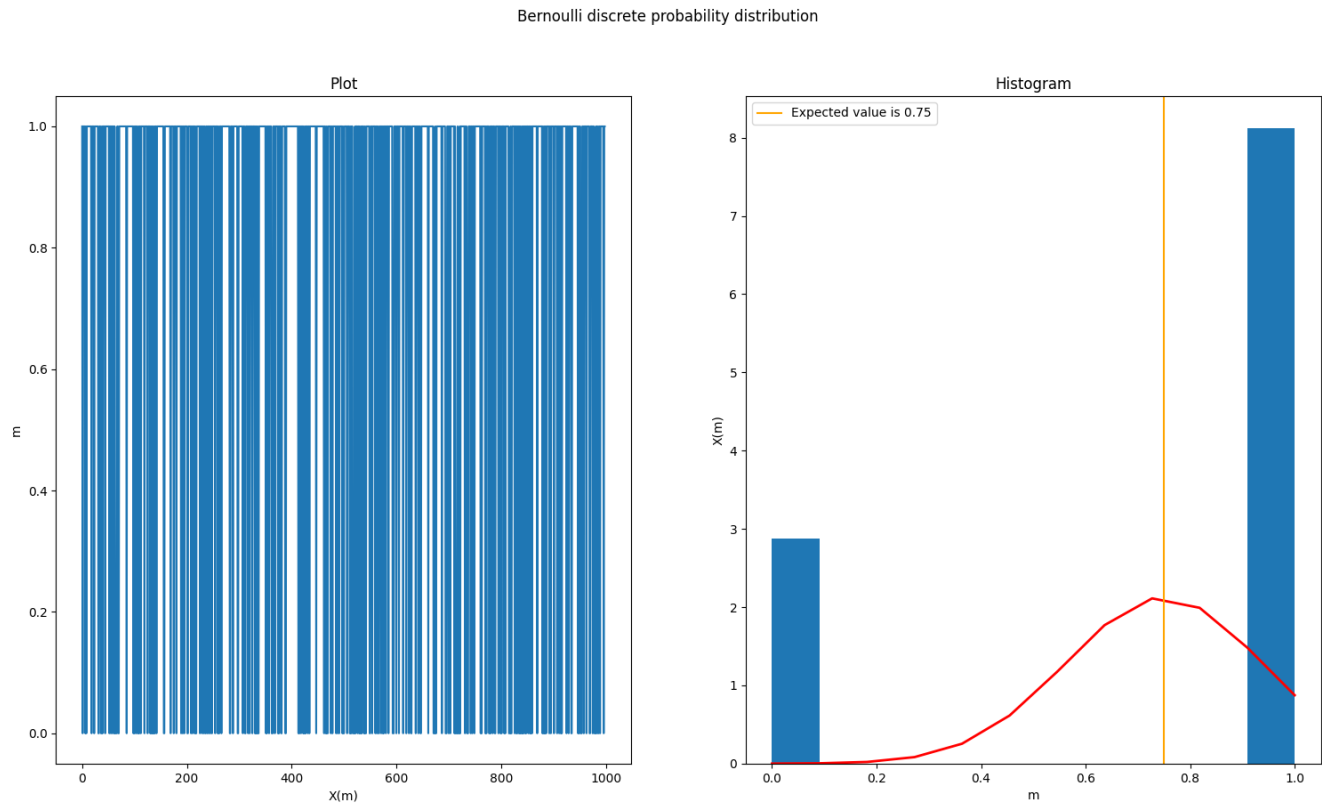 Bernoulli discrete probability distribution
Plot
1.0
0.8
0.6
0.4
0.2
0.0
m
0 200 400 600 800 1000
X(m)
Histogram
Expected value is 0.75
8
7
6
5
4
3
2
1
0
X(m)
0.0 0.2 0.4 0.6 0.8 1.0
m